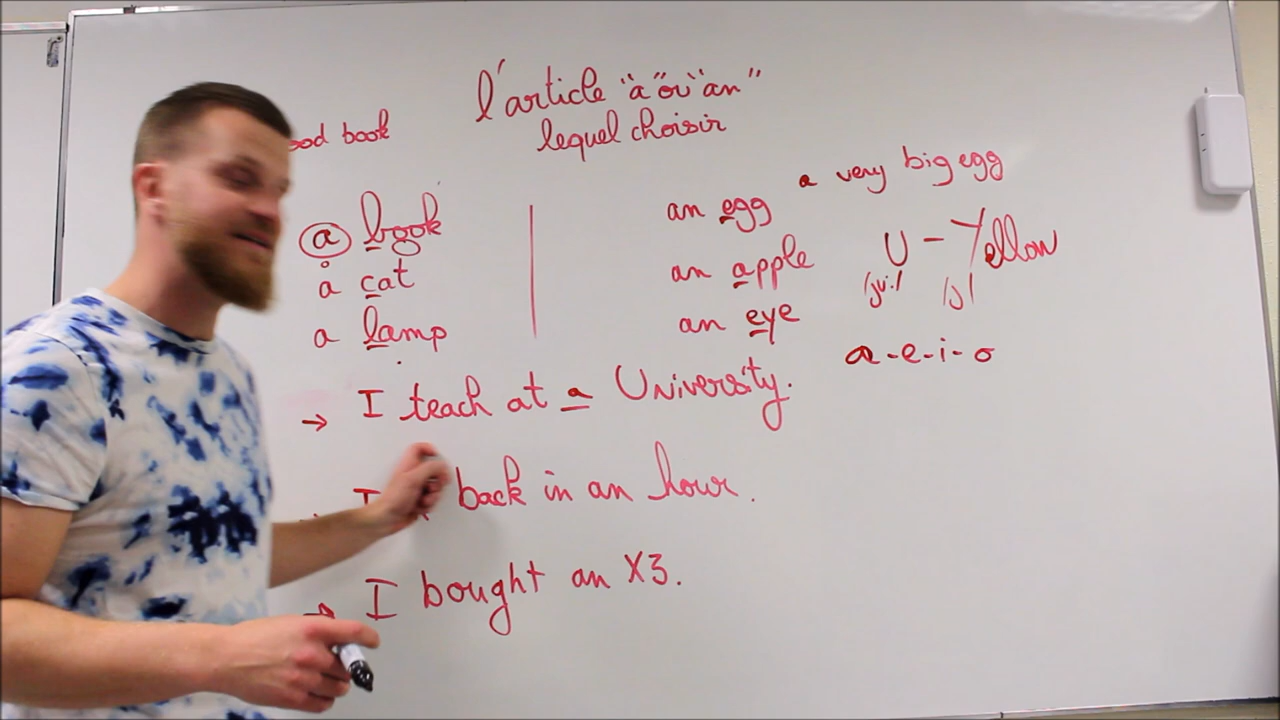 l'article "a" ou "an"
lequel choisir
book
a book
a cat
a lamp
an egg
a very big egg
an apple
an eye
U - Yellow
/ju:/ /j/
a-e-i-o
→ I teach at a University.
I back in an hour.
→ I bought an X3.